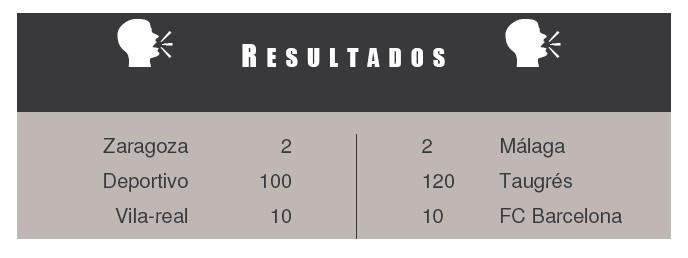 RESULTADOS
Zaragoza 2 2 Málaga
Deportivo 100 120 Taugrés
Vila-real 10 10 FC Barcelona